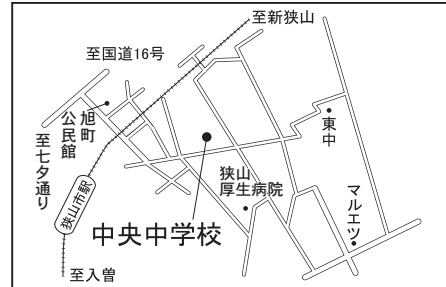 至新狭山
至国道16号
旭町
公民館
至七夕通り
東中
狭山
厚生病院
狭山市駅
マルエツ
中央中学校
至入曽